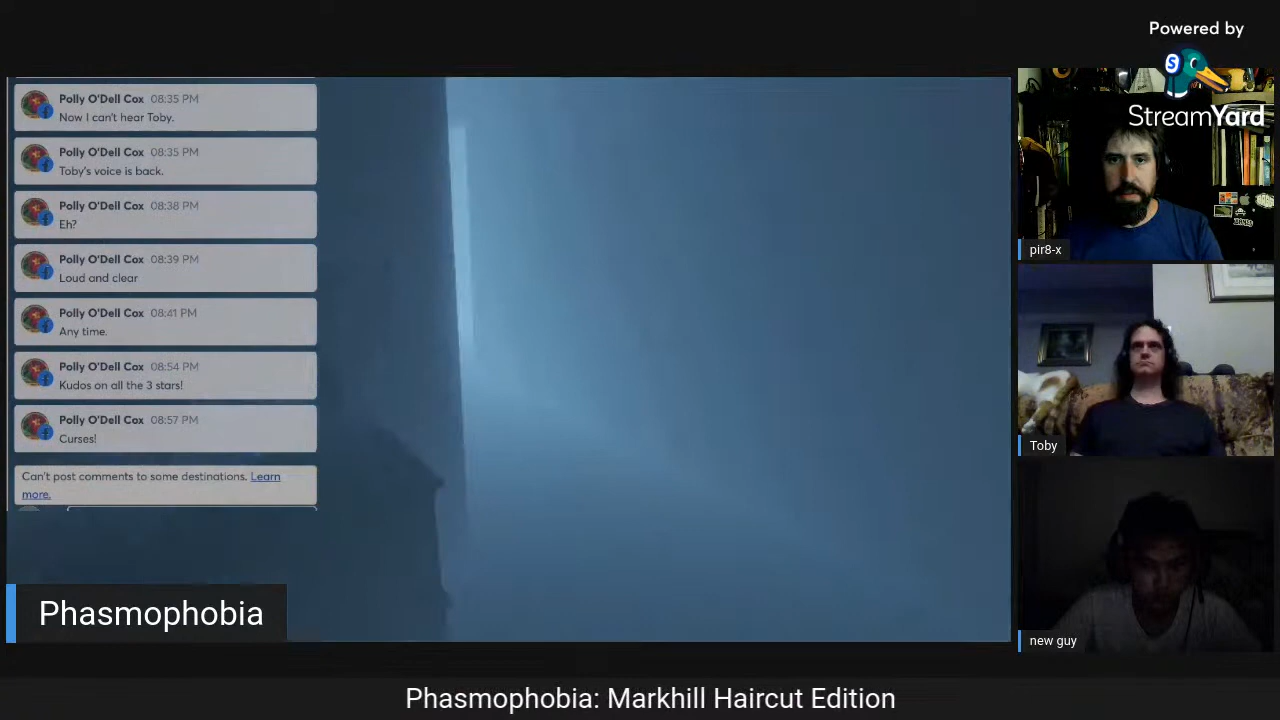 Powered by
StreamYard
Polly O'Dell Cox 08:35 PM
Now I can't hear Toby.
Polly O'Dell Cox 08:35 PM
Toby's voice is back.
Polly O'Dell Cox 08:38 PM
Eh?
Polly O'Dell Cox 08:39 PM
Loud and clear
Polly O'Dell Cox 08:41 PM
Any time.
Polly O'Dell Cox 08:54 PM
Kudos on all the 3 stars!
Polly O'Dell Cox 08:57 PM
Curses!
Can't post comments to some destinations. Learn
more.
pir8-x
Toby
new guy
Phasmophobia
Phasmophobia: Markhill Haircut Edition